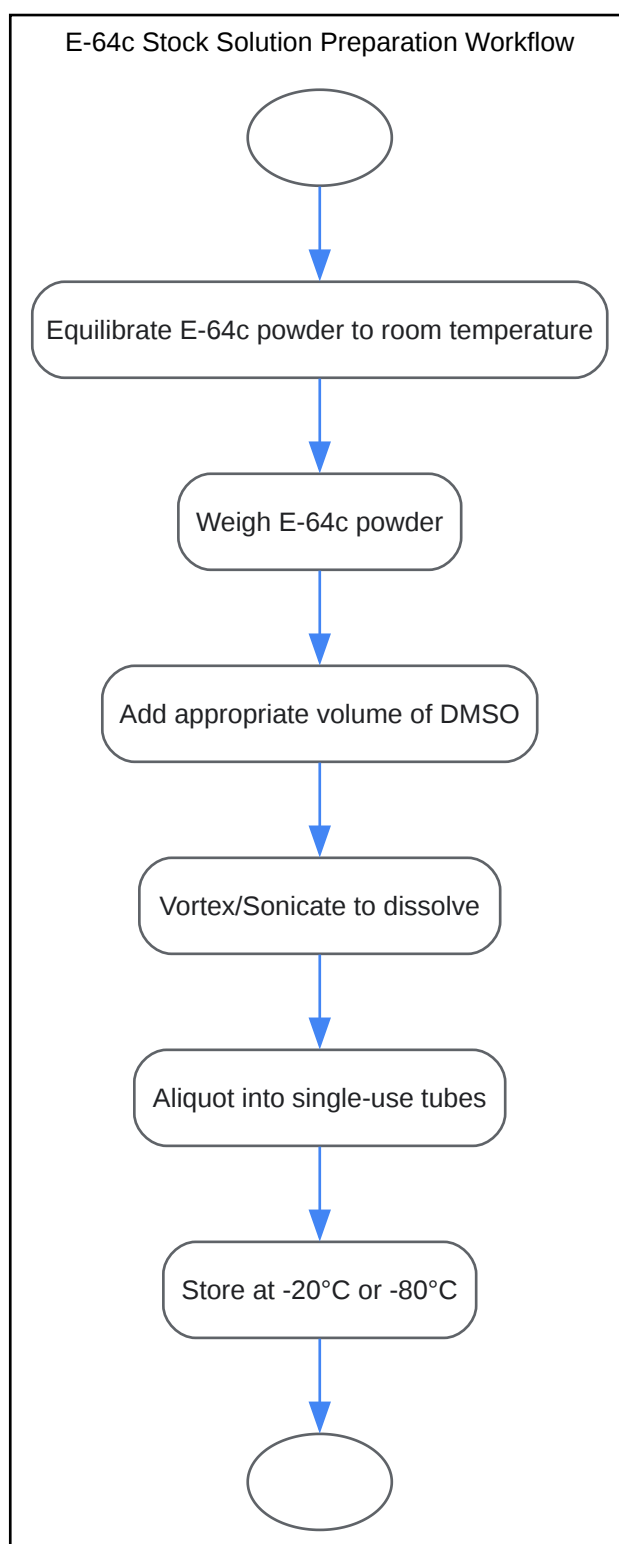 E-64c Stock Solution Preparation Workflow
Equilibrate E-64c powder to room temperature
Weigh E-64c powder
Add appropriate volume of DMSO
Vortex/Sonicate to dissolve
Aliquot into single-use tubes
Store at -20°C or -80°C